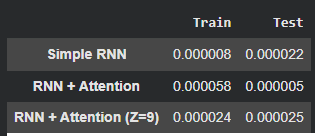 Train Test
Simple RNN 0.000008 0.000022
RNN + Attention 0.000058 0.000005
RNN + Attention (Z=9) 0.000024 0.000025